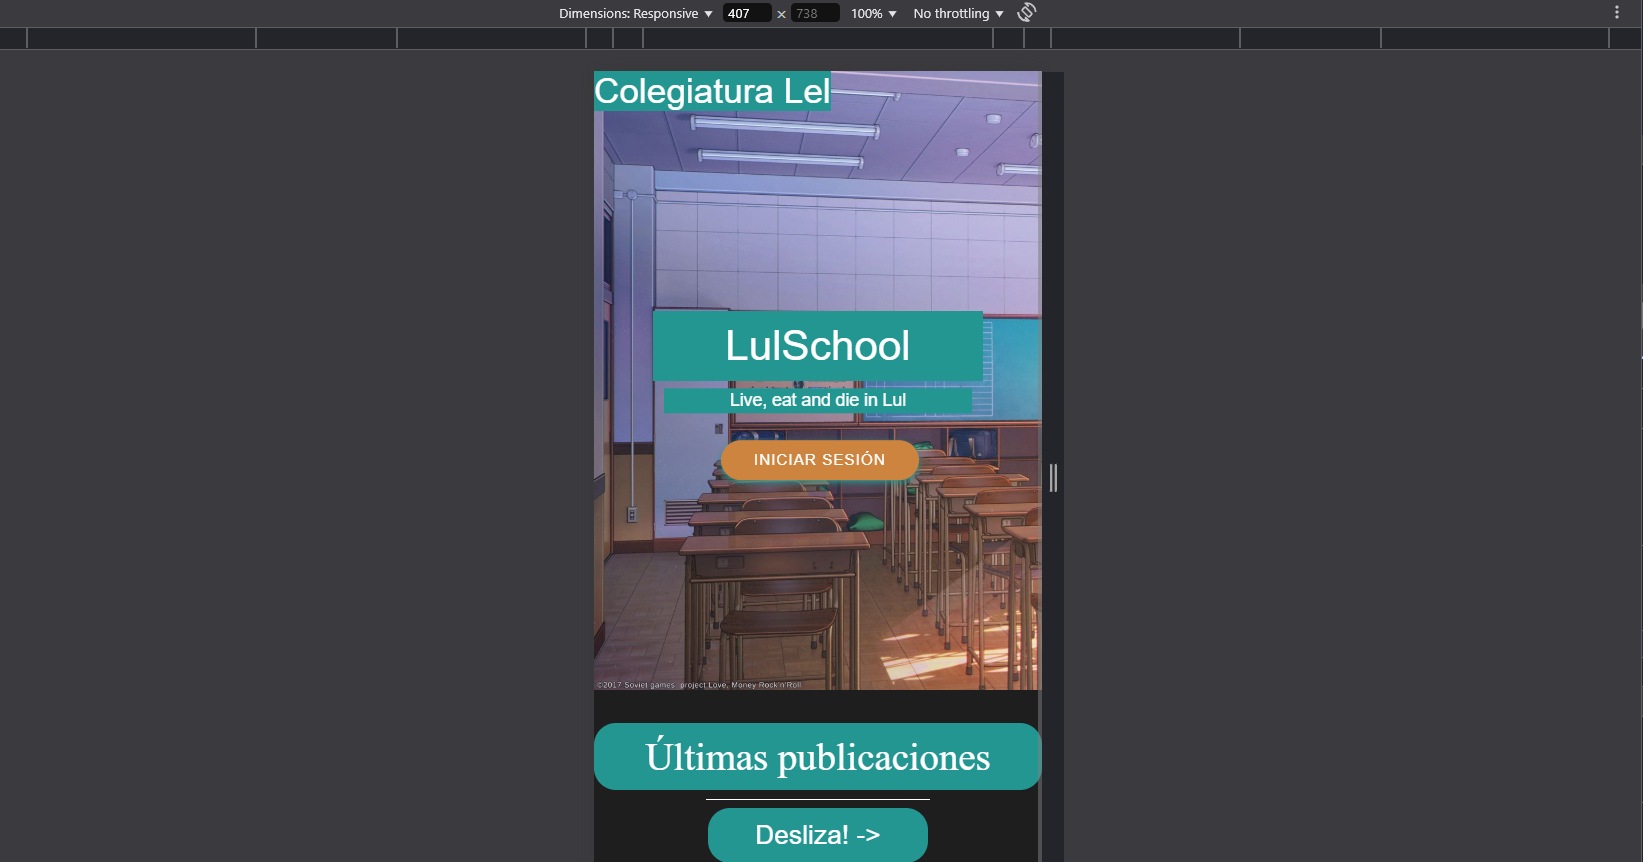 Dimensions: Responsive 407 × 738 100% No throttling
Colegiatura Lel
LulSchool
Live, eat and die in Lul
INICIAR SESIÓN
©2017 Soviet games: project Love, Money Rock'n'Roll
Últimas publicaciones
Desliza! ->